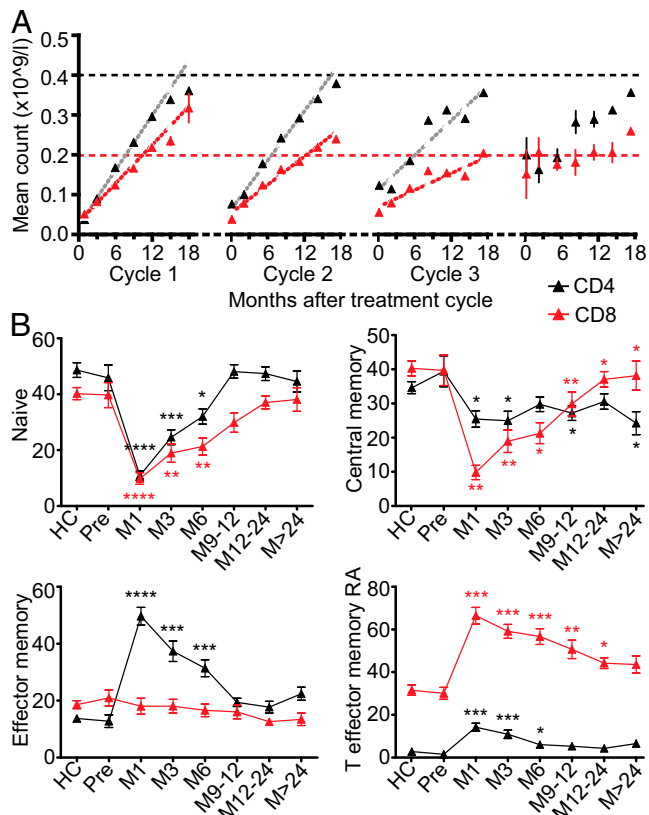 A
Mean count (x10^9/l)
0.5
0.4
0.3
0.2
0.1
0.0
0 6 12 18 0 6 12 18 0 6 12 18 0 6 12 18
Cycle 1 Cycle 2 Cycle 3
Months after treatment cycle
CD4
CD8
B
Naive
60
40
20
0
**** *** *
**** ** **
HC Pre M1 M3 M6 M9-12 M12-24 M>24
Central memory
50
40
30
20
10
0
* * ** * *
** ** * * *
HC Pre M1 M3 M6 M9-12 M12-24 M>24
Effector memory
60
40
20
0
**** *** ***
HC Pre M1 M3 M6 M9-12 M12-24 M>24
T effector memory RA
80
60
40
20
0
*** *** *** ** *
*** *** *
HC Pre M1 M3 M6 M9-12 M12-24 M>24